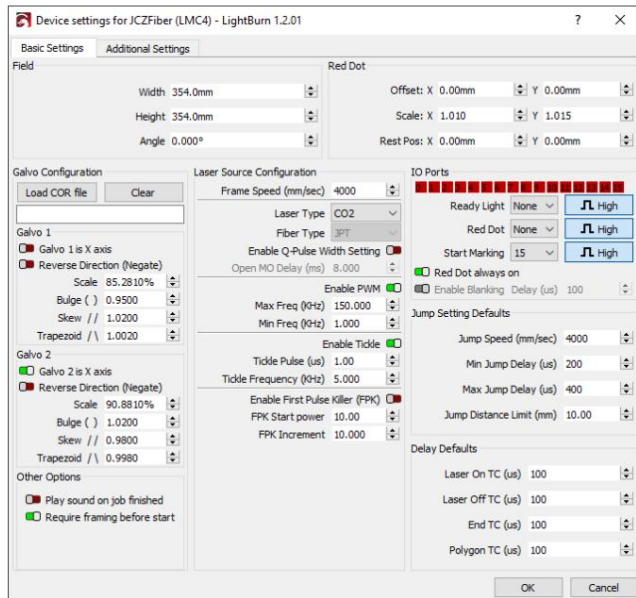 Device settings for JCZFiber (LMC4) - LightBurn 1.2.01
? ×
Basic Settings Additional Settings
Field
Width 354.0mm
Height 354.0mm
Angle 0.000°
Red Dot
Offset: X 0.00mm Y 0.00mm
Scale: X 1.010 Y 1.015
Rest Pos: X 0.00mm Y 0.00mm
Galvo Configuration
Load COR file Clear
Galvo 1
Galvo 1 is X axis
Reverse Direction (Negate)
Scale 85.2810%
Bulge ( ) 0.9500
Skew // 1.0200
Trapezoid /\ 1.0020
Galvo 2
Galvo 2 is X axis
Reverse Direction (Negate)
Scale 90.8810%
Bulge ( ) 1.0200
Skew // 0.9800
Trapezoid /\ 0.9980
Other Options
Play sound on job finished
Require framing before start
Laser Source Configuration
Frame Speed (mm/sec) 4000
Laser Type CO2
Fiber Type JPT
Enable Q-Pulse Width Setting
Open MO Delay (ms) 8.000
Enable PWM
Max Freq (KHz) 150.000
Min Freq (KHz) 1.000
Enable Tickle
Tickle Pulse (us) 1.00
Tickle Frequency (KHz) 5.000
Enable First Pulse Killer (FPK)
FPK Start power 10.00
FPK Increment 10.000
IO Ports
Ready Light None High
Red Dot None High
Start Marking 15 High
Red Dot always on
Enable Blanking Delay (us) 100
Jump Setting Defaults
Jump Speed (mm/sec) 4000
Min Jump Delay (us) 200
Max Jump Delay (us) 400
Jump Distance Limit (mm) 10.00
Delay Defaults
Laser On TC (us) 100
Laser Off TC (us) 100
End TC (us) 100
Polygon TC (us) 100
OK Cancel